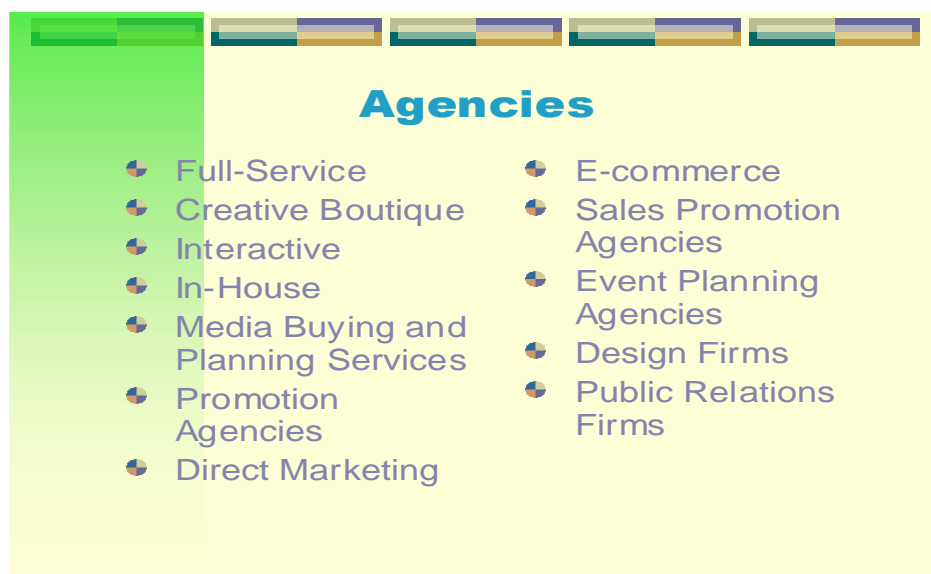 Agencies
Full-Service
Creative Boutique
Interactive
In-House
Media Buying and
Planning Services
Promotion
Agencies
Direct Marketing
E-commerce
Sales Promotion
Agencies
Event Planning
Agencies
Design Firms
Public Relations
Firms